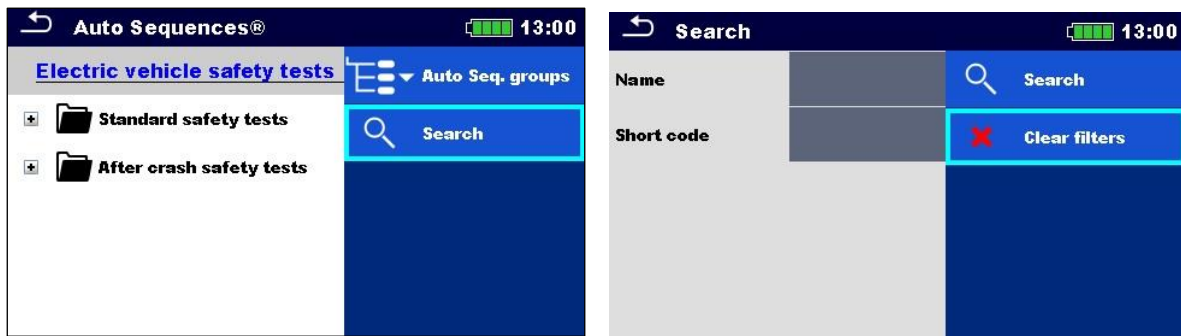 Auto Sequences® 13:00
Electric vehicle safety tests
Auto Seq. groups
Standard safety tests
Search
After crash safety tests
Search 13:00
Name
Search
Short code
Clear filters